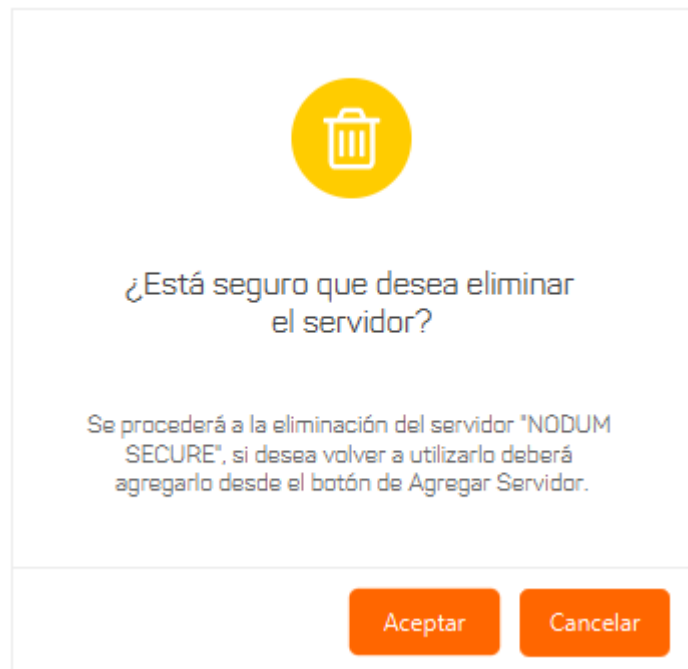 ¿Está seguro que desea eliminar
el servidor?
Se procederá a la eliminación del servidor "NODUM
SECURE", si desea volver a utilizarlo deberá
agregarlo desde el botón de Agregar Servidor.
Aceptar
Cancelar